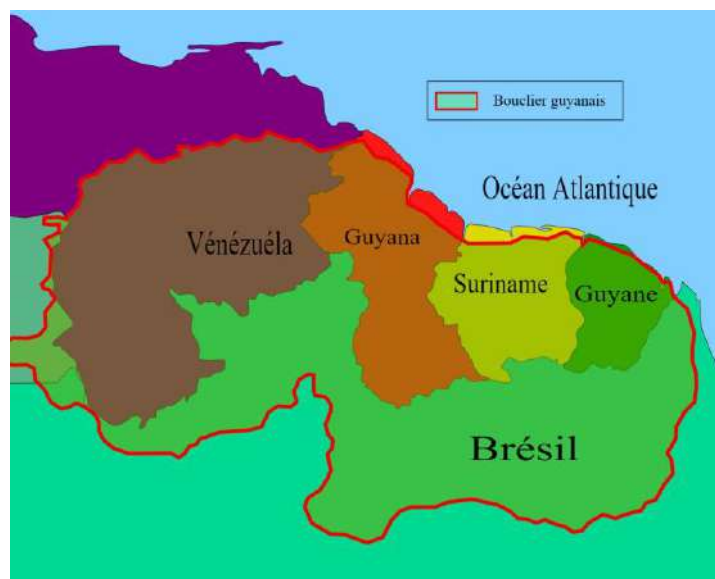 Bouclier guyanais
Océan Atlantique
Vénézuéla
Guyana
Suriname
Guyane
Brésil